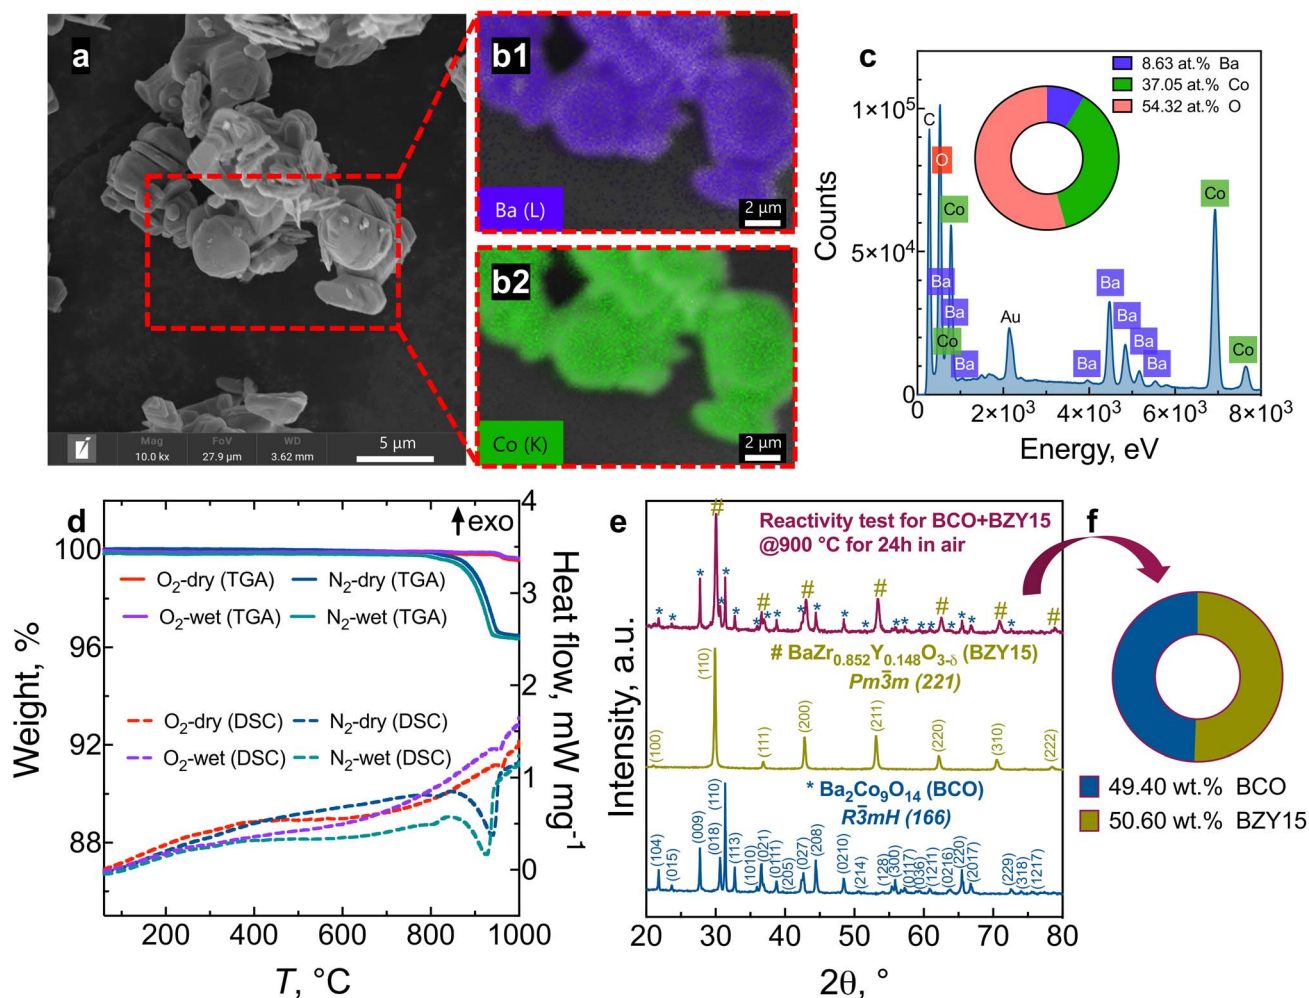 a
Mag
10.0 kx
FoV
27.9 µm
WD
3.62 mm
5 µm
b1
Ba (L)
2 µm
b2
Co (K)
2 µm
c
8.63 at.% Ba
37.05 at.% Co
54.32 at.% O
Counts
1×10⁵
5×10⁴
0
C
O
Co
Ba
Ba
Co
Ba
Au
Ba
Ba
Ba
Ba
Ba
Co
Co
0
2×10³
4×10³
6×10³
8×10³
Energy, eV
d
exo
Weight, %
100
96
92
88
O₂-dry (TGA)
N₂-dry (TGA)
O₂-wet (TGA)
N₂-wet (TGA)
O₂-dry (DSC)
N₂-dry (DSC)
O₂-wet (DSC)
N₂-wet (DSC)
4
3
2
1
0
Heat flow, mW mg⁻¹
200
400
600
800
1000
T, °C
e
Reactivity test for BCO+BZY15
@900 °C for 24h in air
Intensity, a.u.
# BaZr₀.₈₅₂Y₀.₁₄₈O₃₋δ (BZY15)
Pm3̄m (221)
(100)
(110)
(111)
(200)
(211)
(220)
(310)
(222)
* Ba₂Co₉O₁₄ (BCO)
R3̄mH (166)
(104)
(015)
(009)
(018)
(110)
(113)
(1010)
(021)
(0111)
(205)
(027)
(208)
(0210)
(214)
(128)
(300)
(0117)
(036)
(1211)
(0216)
(220)
(2017)
(229)
(318)
(1217)
20
30
40
50
60
70
80
2θ, °
f
49.40 wt.% BCO
50.60 wt.% BZY15